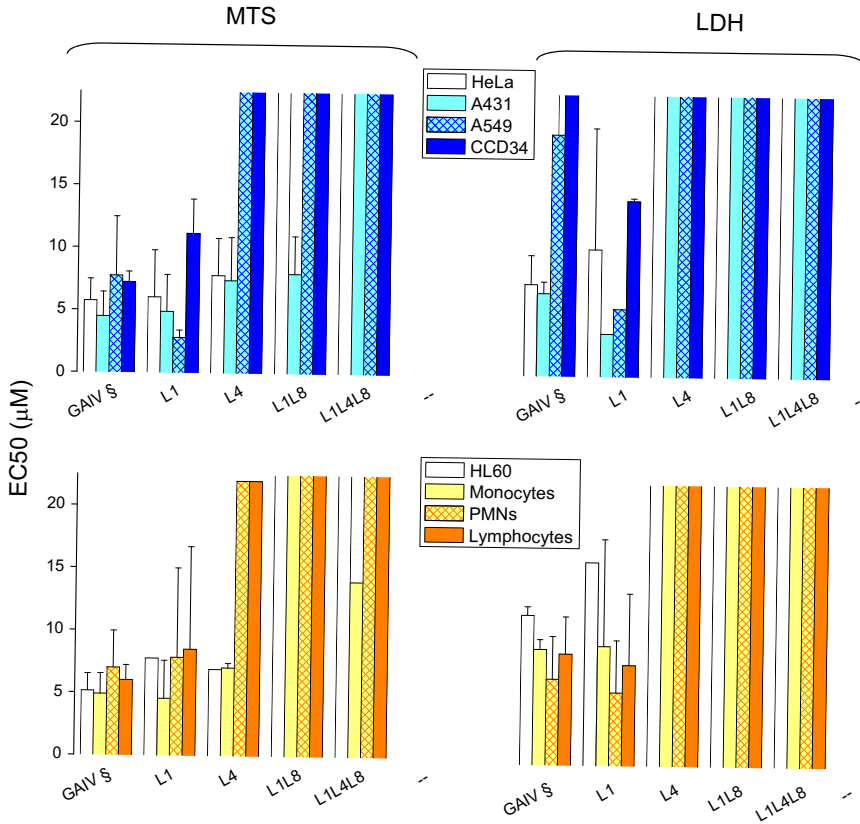 MTS
LDH
HeLa
A431
A549
CCD34
20
15
10
5
0
GAIV §
L1
L4
L1L8
L1L4L8
--
GAIV §
L1
L4
L1L8
L1L4L8
--
EC50 (μM)
HL60
Monocytes
PMNs
Lymphocytes
20
15
10
5
0
GAIV §
L1
L4
L1L8
L1L4L8
--
GAIV §
L1
L4
L1L8
L1L4L8
--